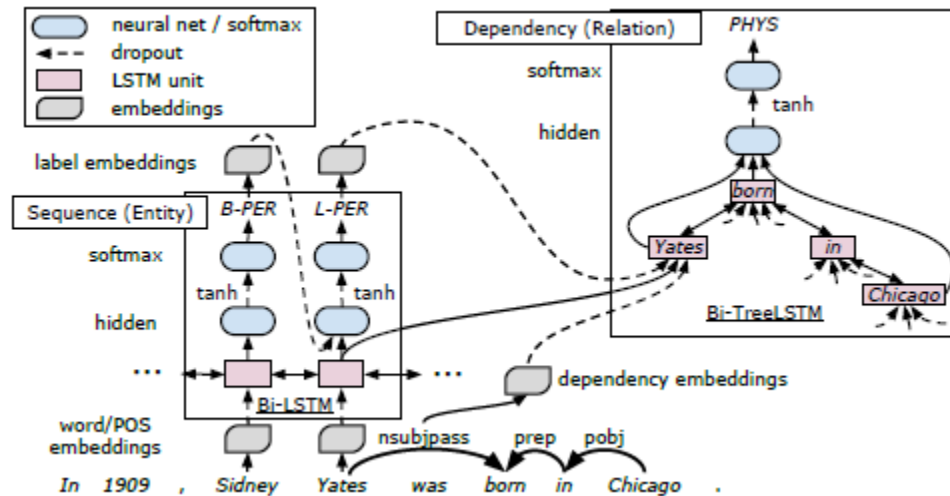 neural net / softmax
dropout
LSTM unit
embeddings
Dependency (Relation)
PHYS
softmax
tanh
hidden
born
Yates
in
Chicago
Bi-TreeLSTM
label embeddings
Sequence (Entity)
B-PER L-PER
softmax
tanh tanh
hidden
... ...
Bi-LSTM
dependency embeddings
word/POS
embeddings
nsubjpass prep pobj
In 1909 , Sidney Yates was born in Chicago .